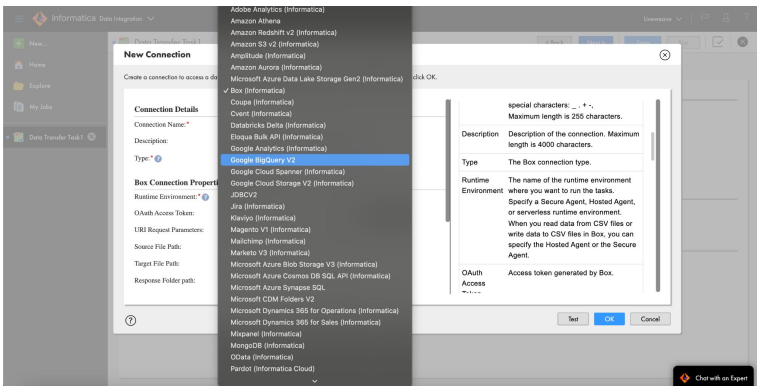 Informatica Data Integration
Liveweave
New...
Home
Explore
My Jobs
Data Transfer Task1
Data Transfer Task1
New Connection
Create a connection to access a da
click OK.
Connection Details
Connection Name:*
Description:
Type:*
Box Connection Properti
Runtime Environment:*
OAuth Access Token:
URI Request Parameters:
Source File Path:
Target File Path:
Response Folder path:
Adobe Analytics (Informatica)
Amazon Athena
Amazon Redshift v2 (Informatica)
Amazon S3 v2 (Informatica)
Amplitude (Informatica)
Amazon Aurora (Informatica)
Microsoft Azure Data Lake Storage Gen2 (Informatica)
✓ Box (Informatica)
Coupa (Informatica)
Cvent (Informatica)
Databricks Delta (Informatica)
Eloqua Bulk API (Informatica)
Google Analytics (Informatica)
Google BigQuery V2
Google Cloud Spanner (Informatica)
Google Cloud Storage V2 (Informatica)
JDBCV2
Jira (Informatica)
Klaviyo (Informatica)
Magento V1 (Informatica)
Mailchimp (Informatica)
Marketo V3 (Informatica)
Microsoft Azure Blob Storage V3 (Informatica)
Microsoft Azure Cosmos DB SQL API (Informatica)
Microsoft Azure Synapse SQL
Microsoft CDM Folders V2
Microsoft Dynamics 365 for Operations (Informatica)
Microsoft Dynamics 365 for Sales (Informatica)
Mixpanel (Informatica)
MongoDB (Informatica)
OData (Informatica)
Pardot (Informatica Cloud)
special characters: _ . + -,
Maximum length is 255 characters.
Description Description of the connection. Maximum
length is 4000 characters.
Type The Box connection type.
Runtime The name of the runtime environment
Environment where you want to run the tasks.
Specify a Secure Agent, Hosted Agent,
or serverless runtime environment.
When you read data from CSV files or
write data to CSV files in Box, you can
specify the Hosted Agent or the Secure
Agent.
OAuth Access token generated by Box.
Access
Token
Test OK Cancel
Chat with an Expert